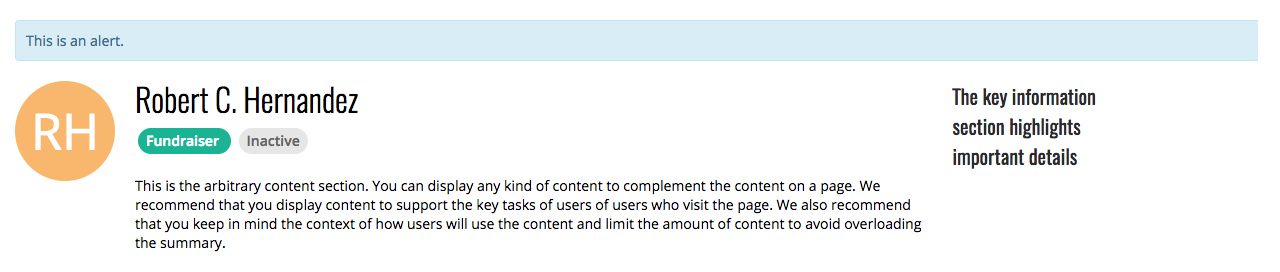 This is an alert.
RH
Robert C. Hernandez
Fundraiser Inactive
This is the arbitrary content section. You can display any kind of content to complement the content on a page. We
recommend that you display content to support the key tasks of users of users who visit the page. We also recommend
that you keep in mind the context of how users will use the content and limit the amount of content to avoid overloading
the summary.
The key information
section highlights
important details